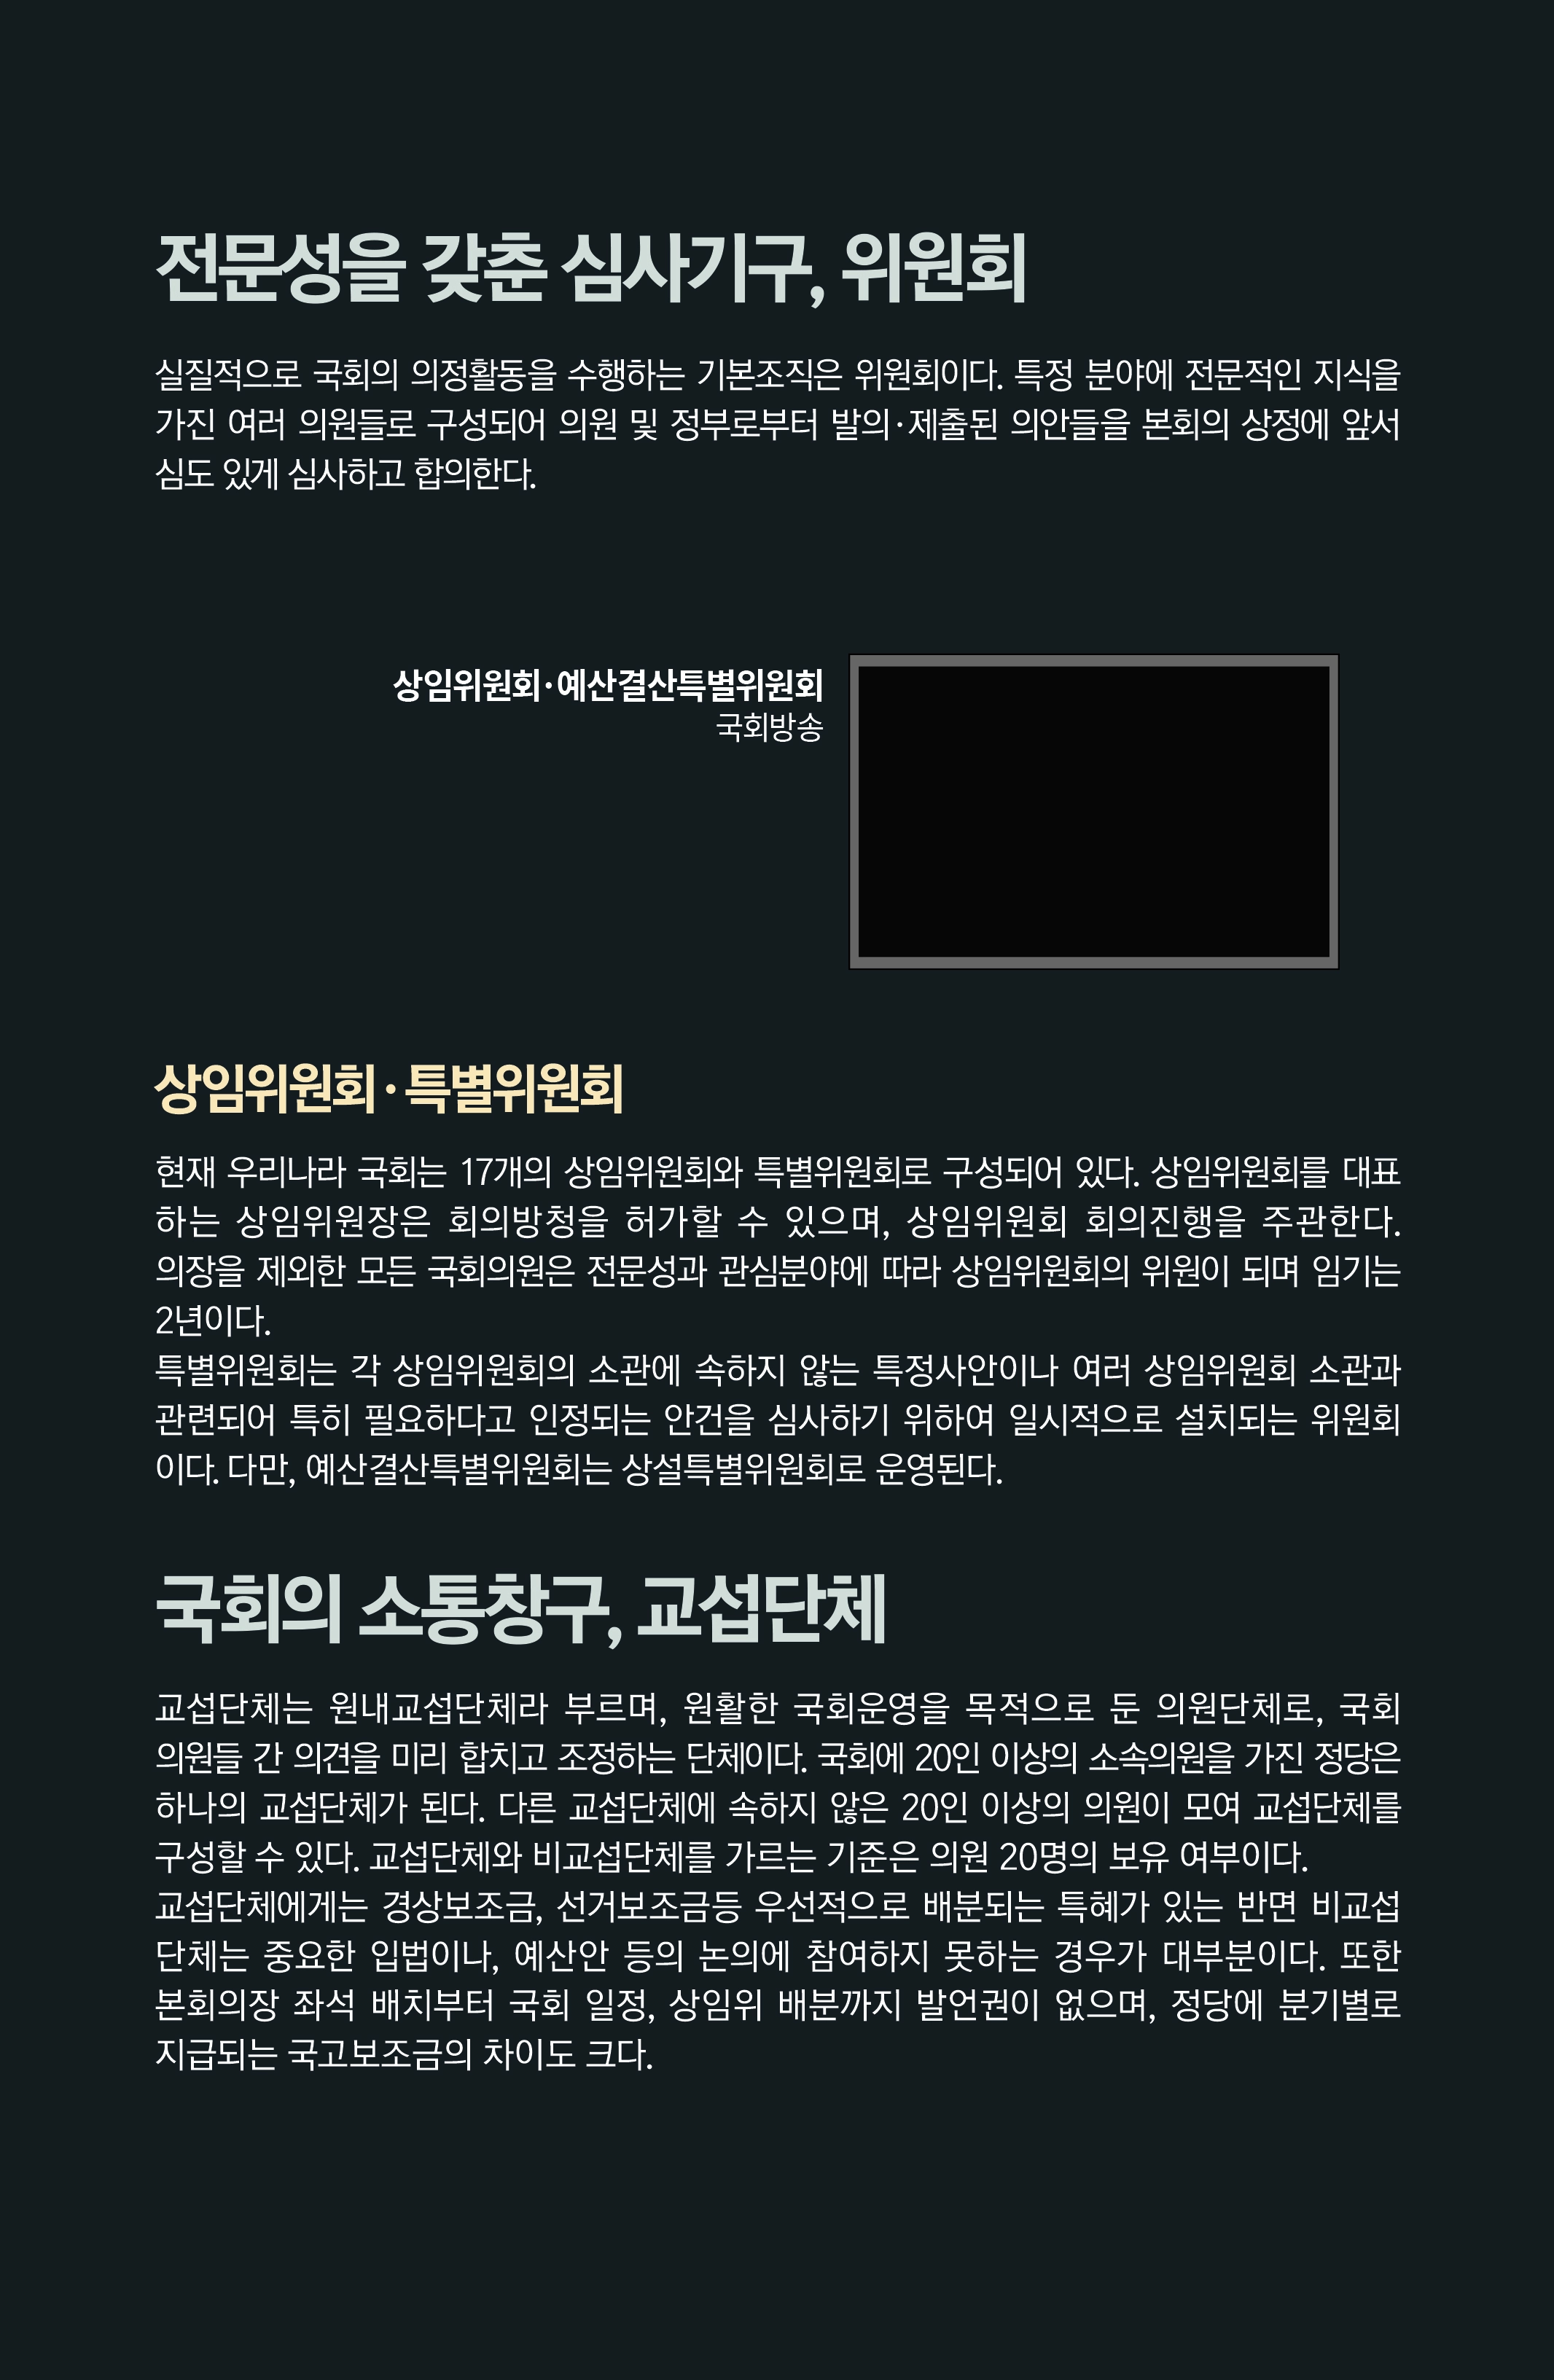 전문성을 갖춘 심사기구, 위원회
실질적으로 국회의 의정활동을 수행하는 기본조직은 위원회이다. 특정 분야에 전문적인 지식을
가진 여러 의원들로 구성되어 의원 및 정부로부터 발의·제출된 의안들을 본회의 상정에 앞서
심도 있게 심사하고 합의한다.
상임위원회·예산결산특별위원회
국회방송
상임위원회·특별위원회
현재 우리나라 국회는 17개의 상임위원회와 특별위원회로 구성되어 있다. 상임위원회를 대표
하는 상임위원장은 회의방청을 허가할 수 있으며, 상임위원회 회의진행을 주관한다.
의장을 제외한 모든 국회의원은 전문성과 관심분야에 따라 상임위원회의 위원이 되며 임기는
2년이다.
특별위원회는 각 상임위원회의 소관에 속하지 않는 특정사안이나 여러 상임위원회 소관과
관련되어 특히 필요하다고 인정되는 안건을 심사하기 위하여 일시적으로 설치되는 위원회
이다. 다만, 예산결산특별위원회는 상설특별위원회로 운영된다.
국회의 소통창구, 교섭단체
교섭단체는 원내교섭단체라 부르며, 원활한 국회운영을 목적으로 둔 의원단체로, 국회
의원들 간 의견을 미리 합치고 조정하는 단체이다. 국회에 20인 이상의 소속의원을 가진 정당은
하나의 교섭단체가 된다. 다른 교섭단체에 속하지 않은 20인 이상의 의원이 모여 교섭단체를
구성할 수 있다. 교섭단체와 비교섭단체를 가르는 기준은 의원 20명의 보유 여부이다.
교섭단체에게는 경상보조금, 선거보조금등 우선적으로 배분되는 특혜가 있는 반면 비교섭
단체는 중요한 입법이나, 예산안 등의 논의에 참여하지 못하는 경우가 대부분이다. 또한
본회의장 좌석 배치부터 국회 일정, 상임위 배분까지 발언권이 없으며, 정당에 분기별로
지급되는 국고보조금의 차이도 크다.